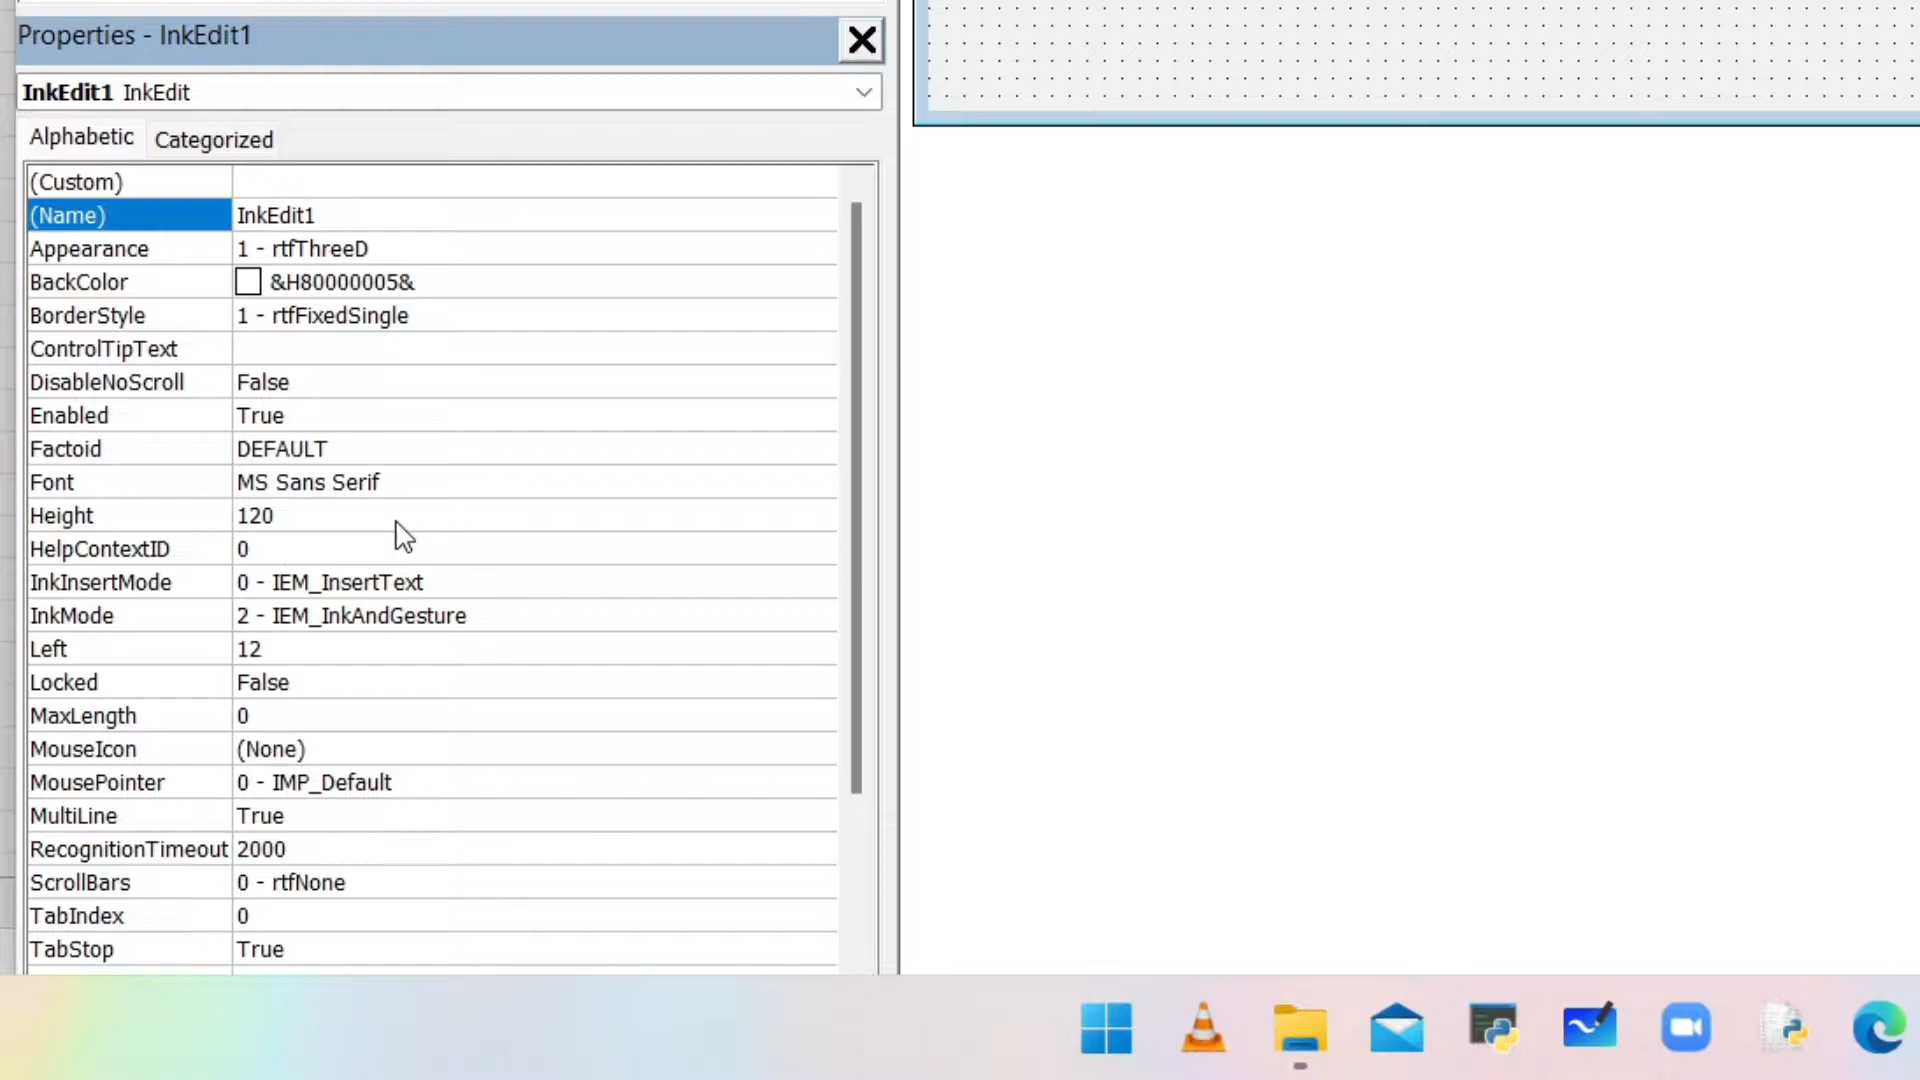 Properties - InkEdit1
InkEdit1 InkEdit
Alphabetic Categorized
(Custom)
(Name) InkEdit1
Appearance 1 - rtfThreeD
BackColor &H80000005&
BorderStyle 1 - rtfFixedSingle
ControlTipText
DisableNoScroll False
Enabled True
Factoid DEFAULT
Font MS Sans Serif
Height 120
HelpContextID 0
InkInsertMode 0 - IEM_InsertText
InkMode 2 - IEM_InkAndGesture
Left 12
Locked False
MaxLength 0
MouseIcon (None)
MousePointer 0 - IMP_Default
MultiLine True
RecognitionTimeout 2000
ScrollBars 0 - rtfNone
TabIndex 0
TabStop True